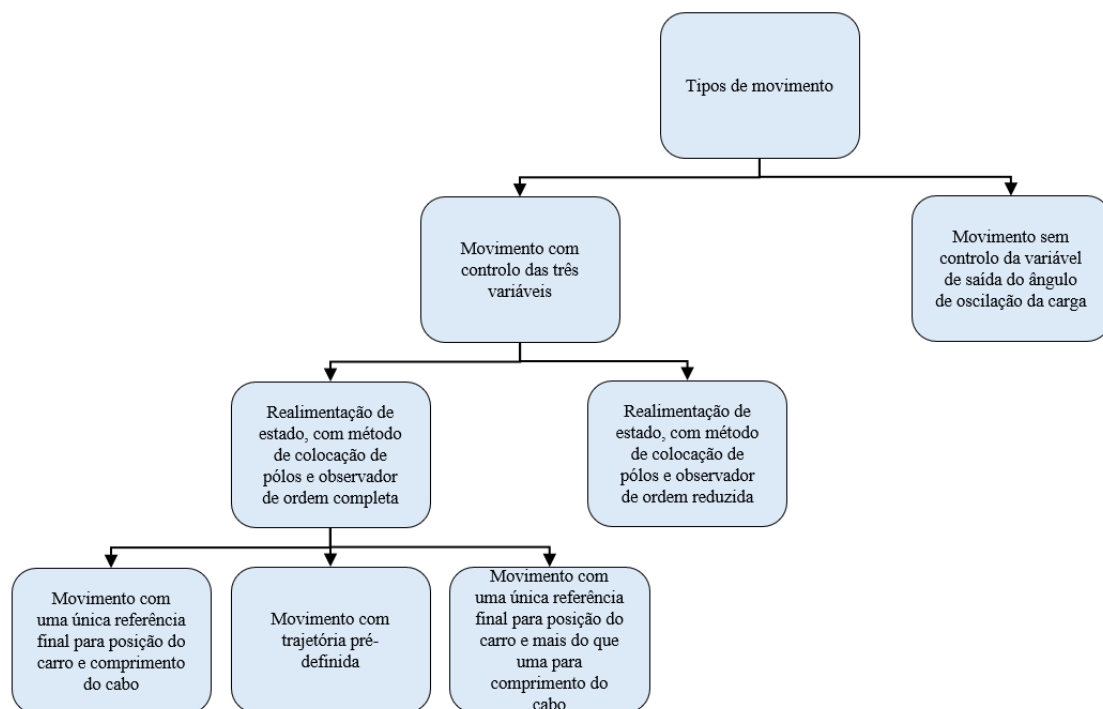 Tipos de movimento
Movimento com
controlo das três
variáveis
Movimento sem
controlo da variável
de saída do ângulo
de oscilação da carga
Realimentação de
estado, com método
de colocação de
pólos e observador
de ordem completa
Realimentação de
estado, com método
de colocação de
pólos e observador
de ordem reduzida
Movimento com
uma única referência
final para posição do
carro e comprimento
do cabo
Movimento com
trajetória pré-
definida
Movimento com
uma única referência
final para posição do
carro e mais do que
uma para
comprimento do
cabo